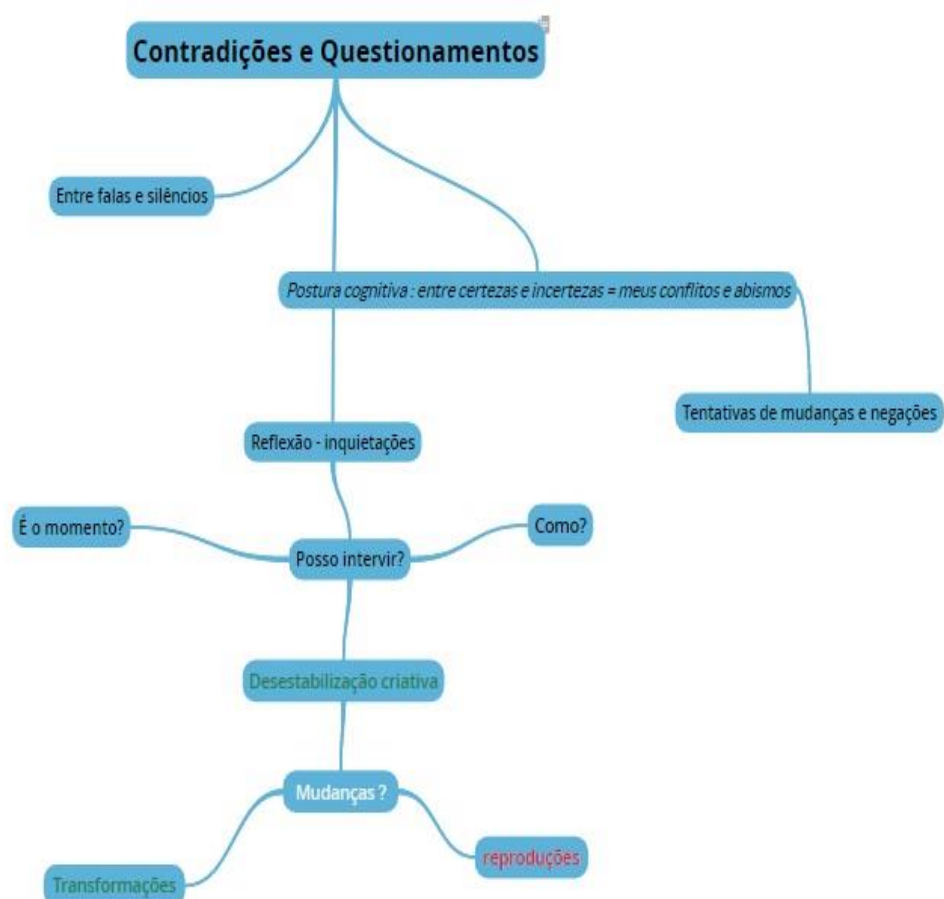 Contradições e Questionamentos
Entre falas e silêncios
Postura cognitiva : entre certezas e incertezas = meus conflitos e abismos
Tentativas de mudanças e negações
Reflexão - inquietações
É o momento?
Como?
Posso intervir?
Desestabilização criativa
Mudanças ?
reproduções
Transformações